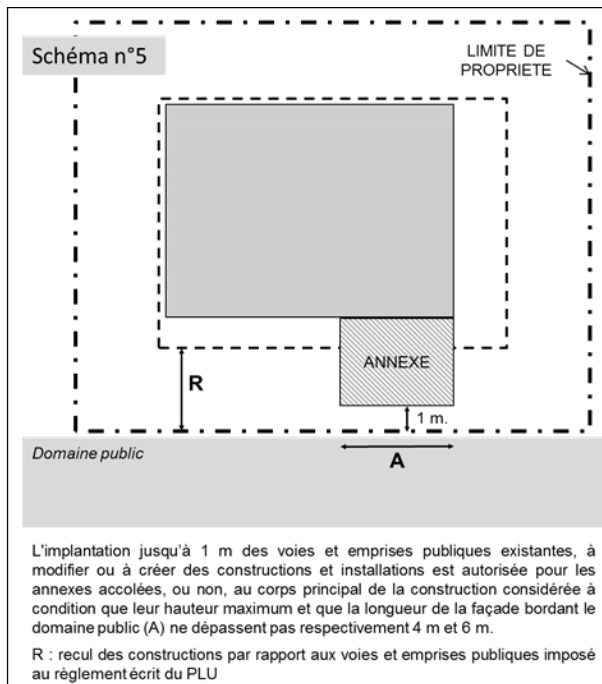 Schéma n°5
LIMITE DE
PROPRIETE
ANNEXE
R
1 m.
Domaine public
A
L'implantation jusqu'à 1 m des voies et emprises publiques existantes, à
modifier ou à créer des constructions et installations est autorisée pour les
annexes accolées, ou non, au corps principal de la construction considérée à
condition que leur hauteur maximum et que la longueur de la façade bordant le
domaine public (A) ne dépassent pas respectivement 4 m et 6 m.
R : recul des constructions par rapport aux voies et emprises publiques imposé
au règlement écrit du PLU